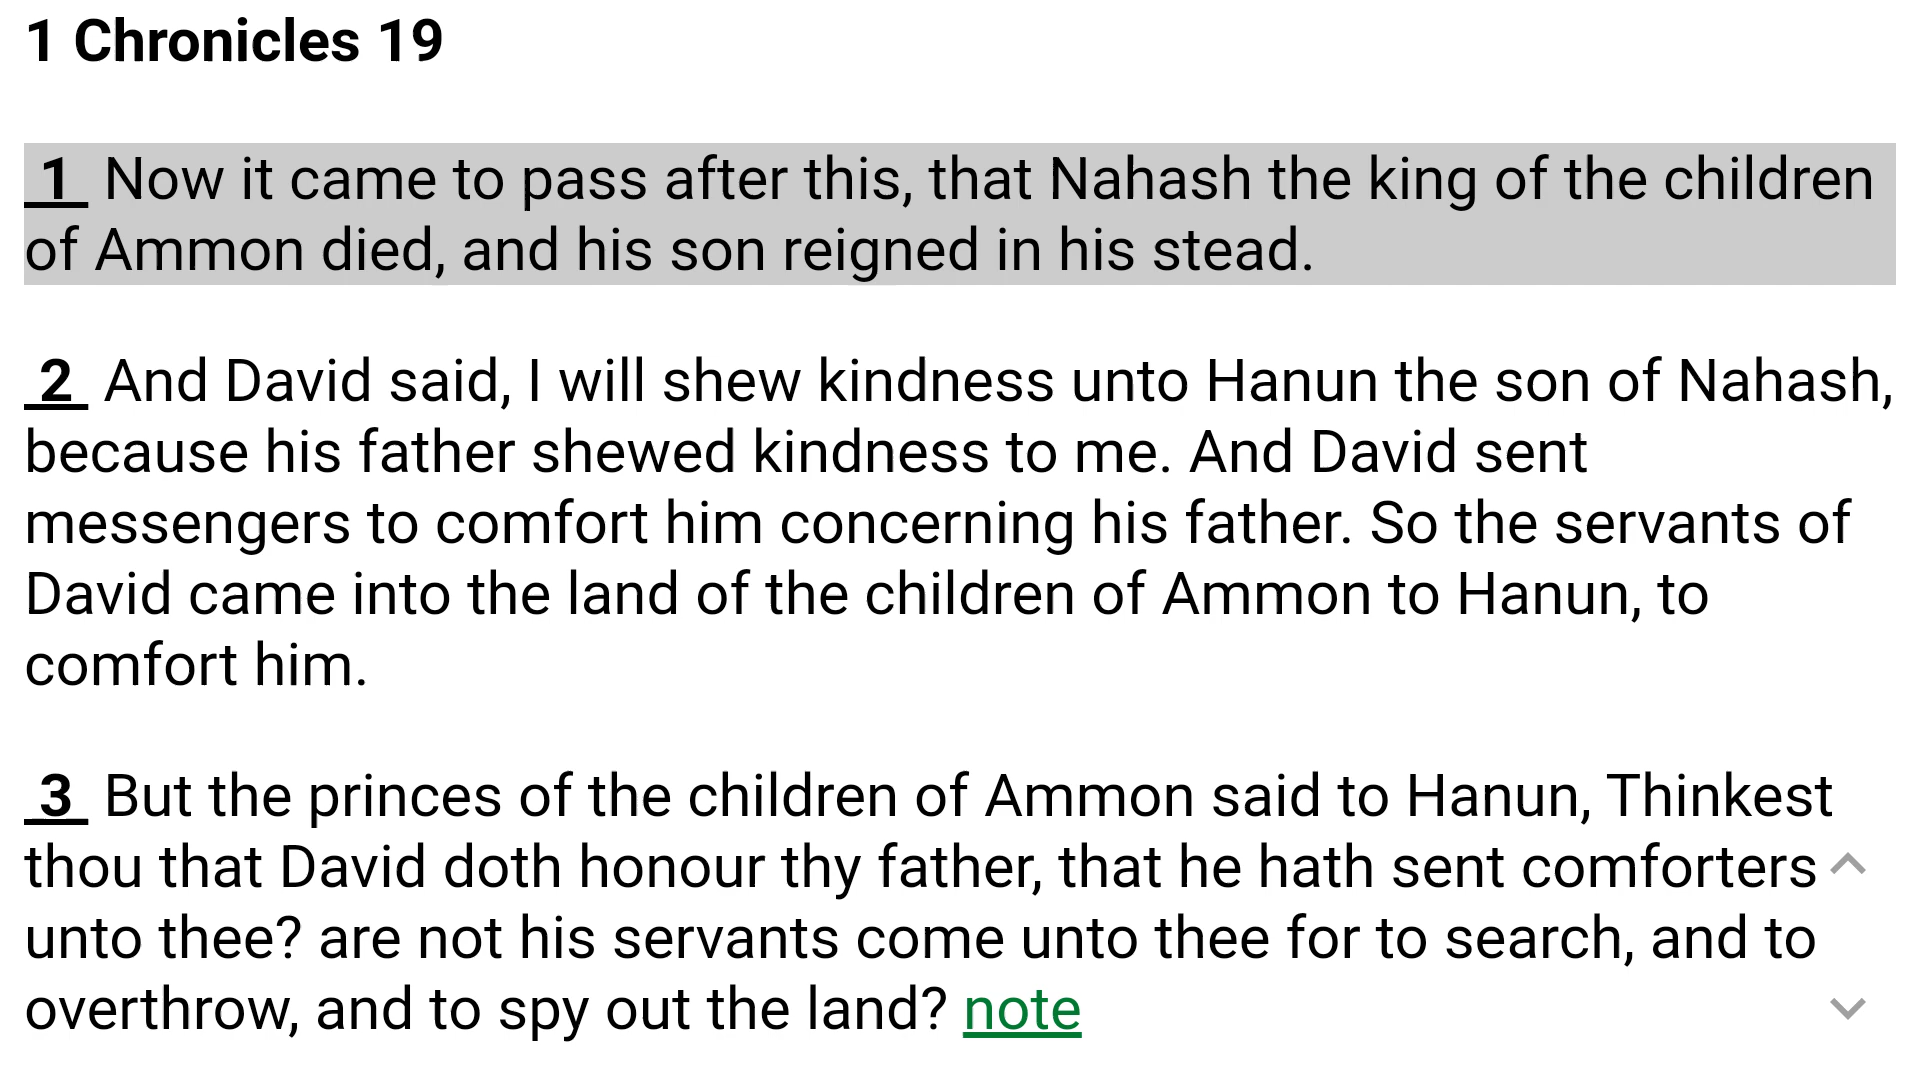 1 Chronicles 19
1 Now it came to pass after this, that Nahash the king of the children
of Ammon died, and his son reigned in his stead.
2 And David said, I will shew kindness unto Hanun the son of Nahash,
because his father shewed kindness to me. And David sent
messengers to comfort him concerning his father. So the servants of
David came into the land of the children of Ammon to Hanun, to
comfort him.
3 But the princes of the children of Ammon said to Hanun, Thinkest
thou that David doth honour thy father, that he hath sent comforters
unto thee? are not his servants come unto thee for to search, and to
overthrow, and to spy out the land? note